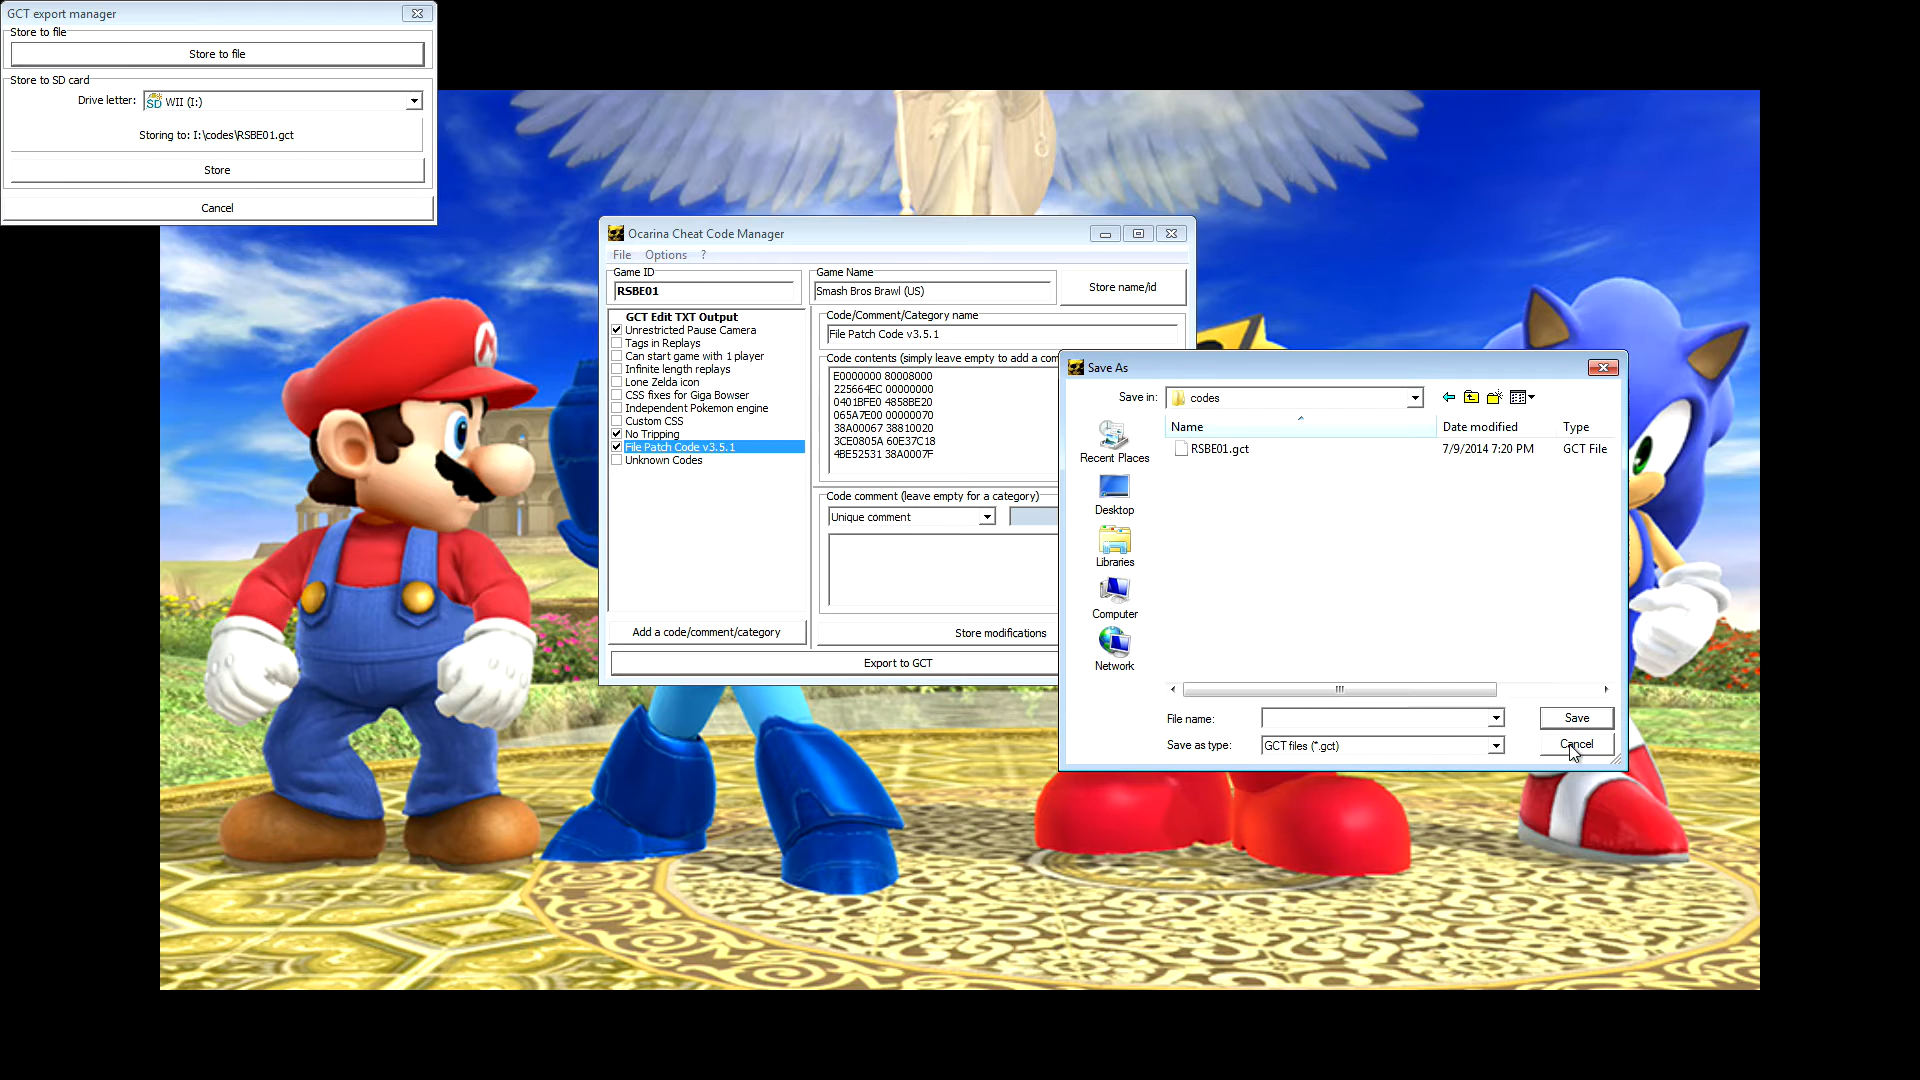 GCT export manager
Store to file
Store to file
Store to SD card
Drive letter:
SD WII (I:)
Storing to: I:\codes\RSBE01.gct
Store
Cancel
Ocarina Cheat Code Manager
File Options ?
Game ID
RSBE01
Game Name
Smash Bros Brawl (US)
Store name/id
GCT Edit TXT Output
Unrestricted Pause Camera
Tags in Replays
Can start game with 1 player
Infinite length replays
Lone Zelda icon
CSS fixes for Giga Bowser
Independent Pokemon engine
Custom CSS
No Tripping
File Patch Code v3.5.1
Unknown Codes
Code/Comment/Category name
File Patch Code v3.5.1
Code contents (simply leave empty to add a com
E0000000 80008000
225664EC 00000000
0401BFE0 4858BE20
065A7E00 00000070
38A00067 38810020
3CE0805A 60E37C18
4BE52531 38A0007F
Code comment (leave empty for a category)
Unique comment
Add a code/comment/category
Store modifications
Export to GCT
Save As
Save in:
codes
Name Date modified Type
RSBE01.gct 7/9/2014 7:20 PM GCT File
Recent Places
Desktop
Libraries
Computer
Network
File name:
Save
Save as type:
GCT files (*.gct)
Cancel